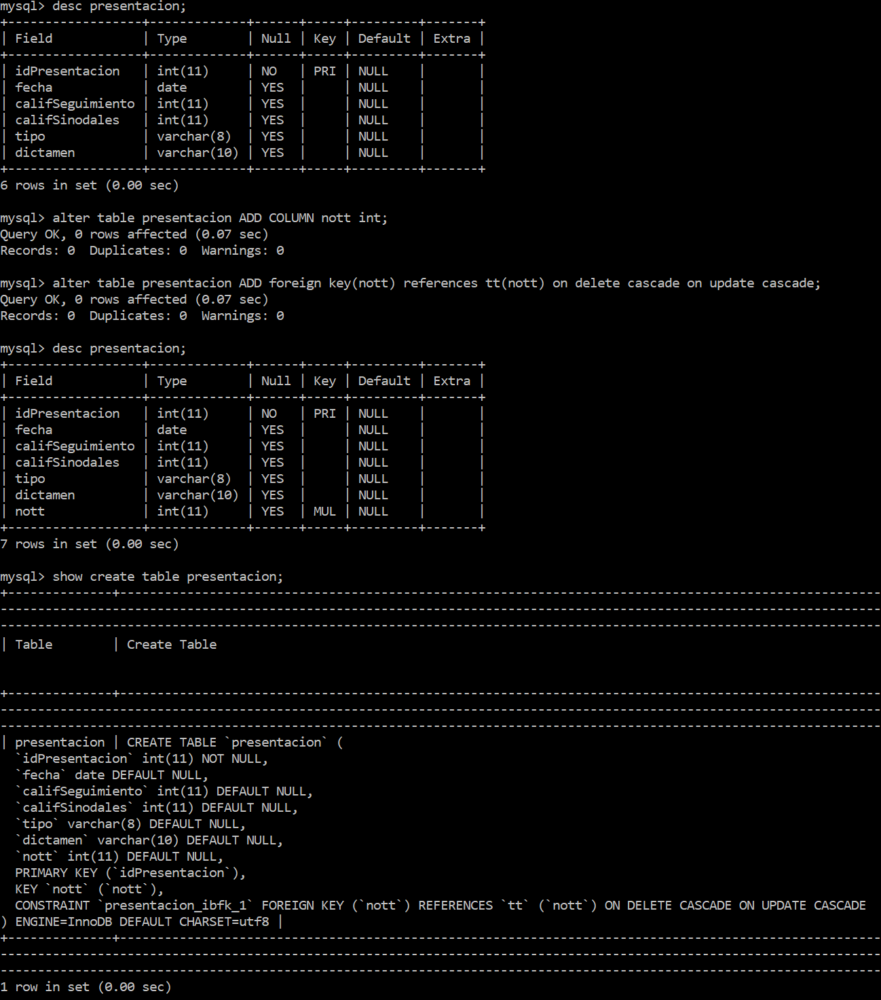 mysql> desc presentacion;
+------------------+-------------+------+-----+---------+-------+
| Field            | Type        | Null | Key | Default | Extra |
+------------------+-------------+------+-----+---------+-------+
| idPresentacion   | int(11)     | NO   | PRI | NULL    |       |
| fecha            | date        | YES  |     | NULL    |       |
| califSeguimiento | int(11)     | YES  |     | NULL    |       |
| califSinodales   | int(11)     | YES  |     | NULL    |       |
| tipo             | varchar(8)  | YES  |     | NULL    |       |
| dictamen         | varchar(10) | YES  |     | NULL    |       |
+------------------+-------------+------+-----+---------+-------+
6 rows in set (0.00 sec)
mysql> alter table presentacion ADD COLUMN nott int;
Query OK, 0 rows affected (0.07 sec)
Records: 0  Duplicates: 0  Warnings: 0
mysql> alter table presentacion ADD foreign key(nott) references tt(nott) on delete cascade on update cascade;
Query OK, 0 rows affected (0.07 sec)
Records: 0  Duplicates: 0  Warnings: 0
mysql> desc presentacion;
+------------------+-------------+------+-----+---------+-------+
| Field            | Type        | Null | Key | Default | Extra |
+------------------+-------------+------+-----+---------+-------+
| idPresentacion   | int(11)     | NO   | PRI | NULL    |       |
| fecha            | date        | YES  |     | NULL    |       |
| califSeguimiento | int(11)     | YES  |     | NULL    |       |
| califSinodales   | int(11)     | YES  |     | NULL    |       |
| tipo             | varchar(8)  | YES  |     | NULL    |       |
| dictamen         | varchar(10) | YES  |     | NULL    |       |
| nott             | int(11)     | YES  | MUL | NULL    |       |
+------------------+-------------+------+-----+---------+-------+
7 rows in set (0.00 sec)
mysql> show create table presentacion;
| Table        | Create Table
| presentacion | CREATE TABLE `presentacion` (
  `idPresentacion` int(11) NOT NULL,
  `fecha` date DEFAULT NULL,
  `califSeguimiento` int(11) DEFAULT NULL,
  `califSinodales` int(11) DEFAULT NULL,
  `tipo` varchar(8) DEFAULT NULL,
  `dictamen` varchar(10) DEFAULT NULL,
  `nott` int(11) DEFAULT NULL,
  PRIMARY KEY (`idPresentacion`),
  KEY `nott` (`nott`),
  CONSTRAINT `presentacion_ibfk_1` FOREIGN KEY (`nott`) REFERENCES `tt` (`nott`) ON DELETE CASCADE ON UPDATE CASCADE
) ENGINE=InnoDB DEFAULT CHARSET=utf8 |
1 row in set (0.00 sec)